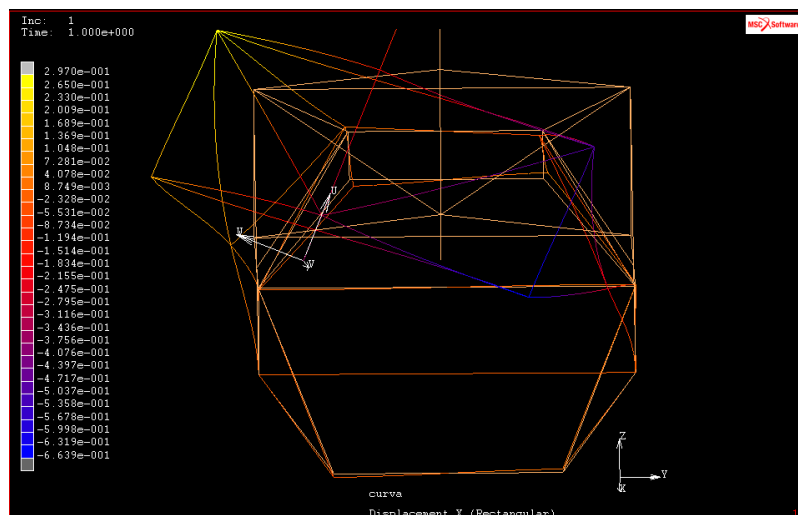 Inc: 1
Time: 1.000e+000
MSC Software
2.970e-001
2.650e-001
2.330e-001
2.009e-001
1.689e-001
1.369e-001
1.048e-001
7.281e-002
4.078e-002
8.749e-003
-2.328e-002
-5.531e-002
-8.734e-002
-1.194e-001
-1.514e-001
-1.834e-001
-2.155e-001
-2.475e-001
-2.795e-001
-3.116e-001
-3.436e-001
-3.756e-001
-4.076e-001
-4.397e-001
-4.717e-001
-5.037e-001
-5.358e-001
-5.678e-001
-5.998e-001
-6.319e-001
-6.639e-001
U
W
V
Z
Y
X
curva
Displacement X (Rectangular)
1